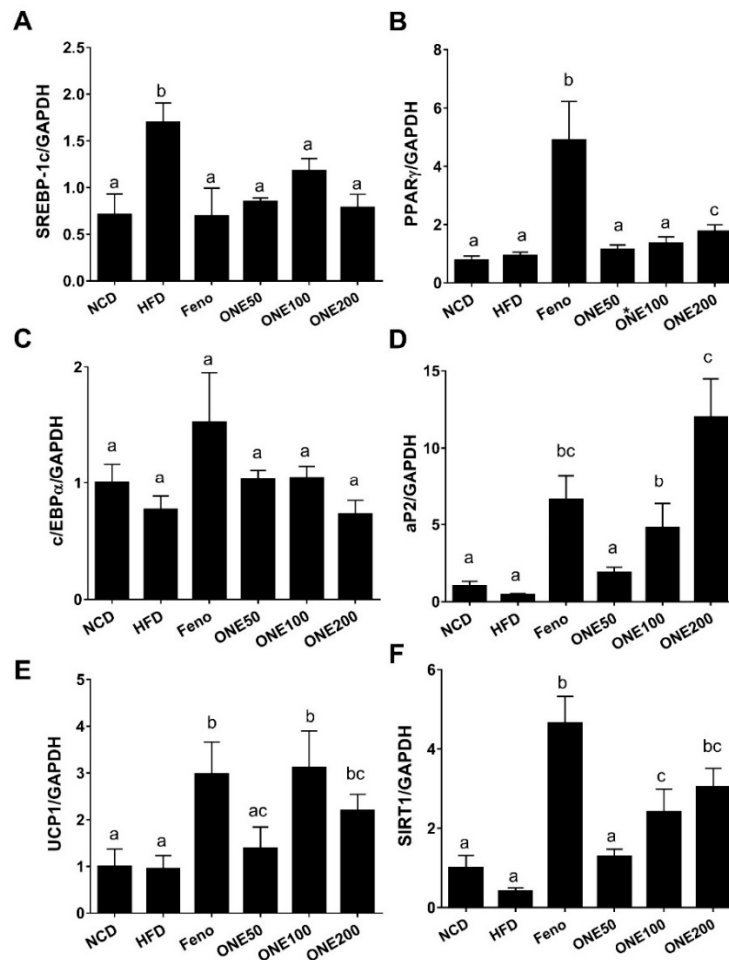 A
SREBP-1c/GAPDH
2.5
2.0
1.5
1.0
0.5
0.0
a
b
a
a
a
a
NCD
HFD
Feno
ONE50
ONE100
ONE200
B
PPARγ/GAPDH
8
6
4
2
0
a
a
b
a
a
c
NCD
HFD
Feno
ONE50
*
ONE100
ONE200
C
c/EBPα/GAPDH
2
1
0
a
a
a
a
a
a
NCD
HFD
Feno
ONE50
ONE100
ONE200
D
aP2/GAPDH
15
10
5
0
a
a
bc
a
b
c
NCD
HFD
Feno
ONE50
ONE100
ONE200
E
UCP1/GAPDH
5
4
3
2
1
0
a
a
b
ac
b
bc
NCD
HFD
Feno
ONE50
ONE100
ONE200
F
SIRT1/GAPDH
6
4
2
0
a
a
b
a
c
bc
NCD
HFD
Feno
ONE50
ONE100
ONE200